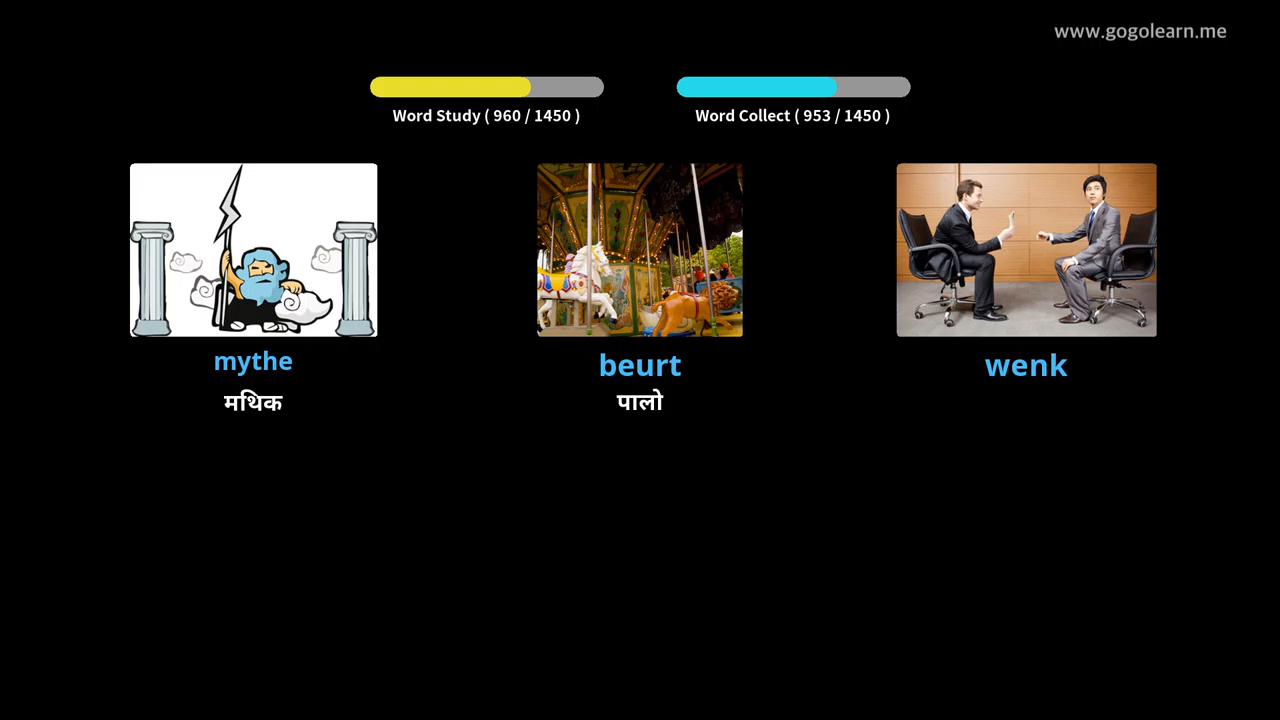 www.gogolearn.me
Word Study ( 960 / 1450 )
Word Collect ( 953 / 1450 )
mythe
beurt
wenk
मथिक
पालो